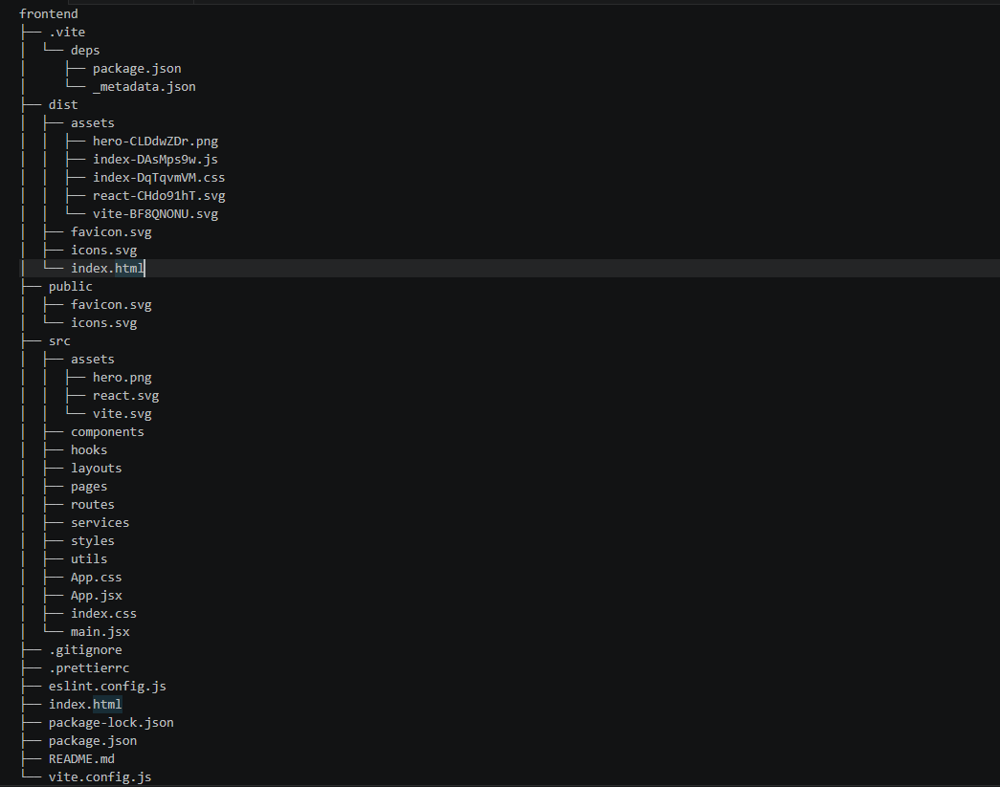 frontend
├── .vite
│  └── deps
│     ├── package.json
│     └── _metadata.json
├── dist
│  ├── assets
│  │  ├── hero-CLDdwZDr.png
│  │  ├── index-DAsMps9w.js
│  │  ├── index-DqTqvmVM.css
│  │  ├── react-CHdo91hT.svg
│  │  └── vite-BF8QNONU.svg
│  ├── favicon.svg
│  ├── icons.svg
│  └── index.html
├── public
│  ├── favicon.svg
│  └── icons.svg
├── src
│  ├── assets
│  │  ├── hero.png
│  │  ├── react.svg
│  │  └── vite.svg
│  ├── components
│  ├── hooks
│  ├── layouts
│  ├── pages
│  ├── routes
│  ├── services
│  ├── styles
│  ├── utils
│  ├── App.css
│  ├── App.jsx
│  ├── index.css
│  └── main.jsx
├── .gitignore
├── .prettierrc
├── eslint.config.js
├── index.html
├── package-lock.json
├── package.json
├── README.md
└── vite.config.js